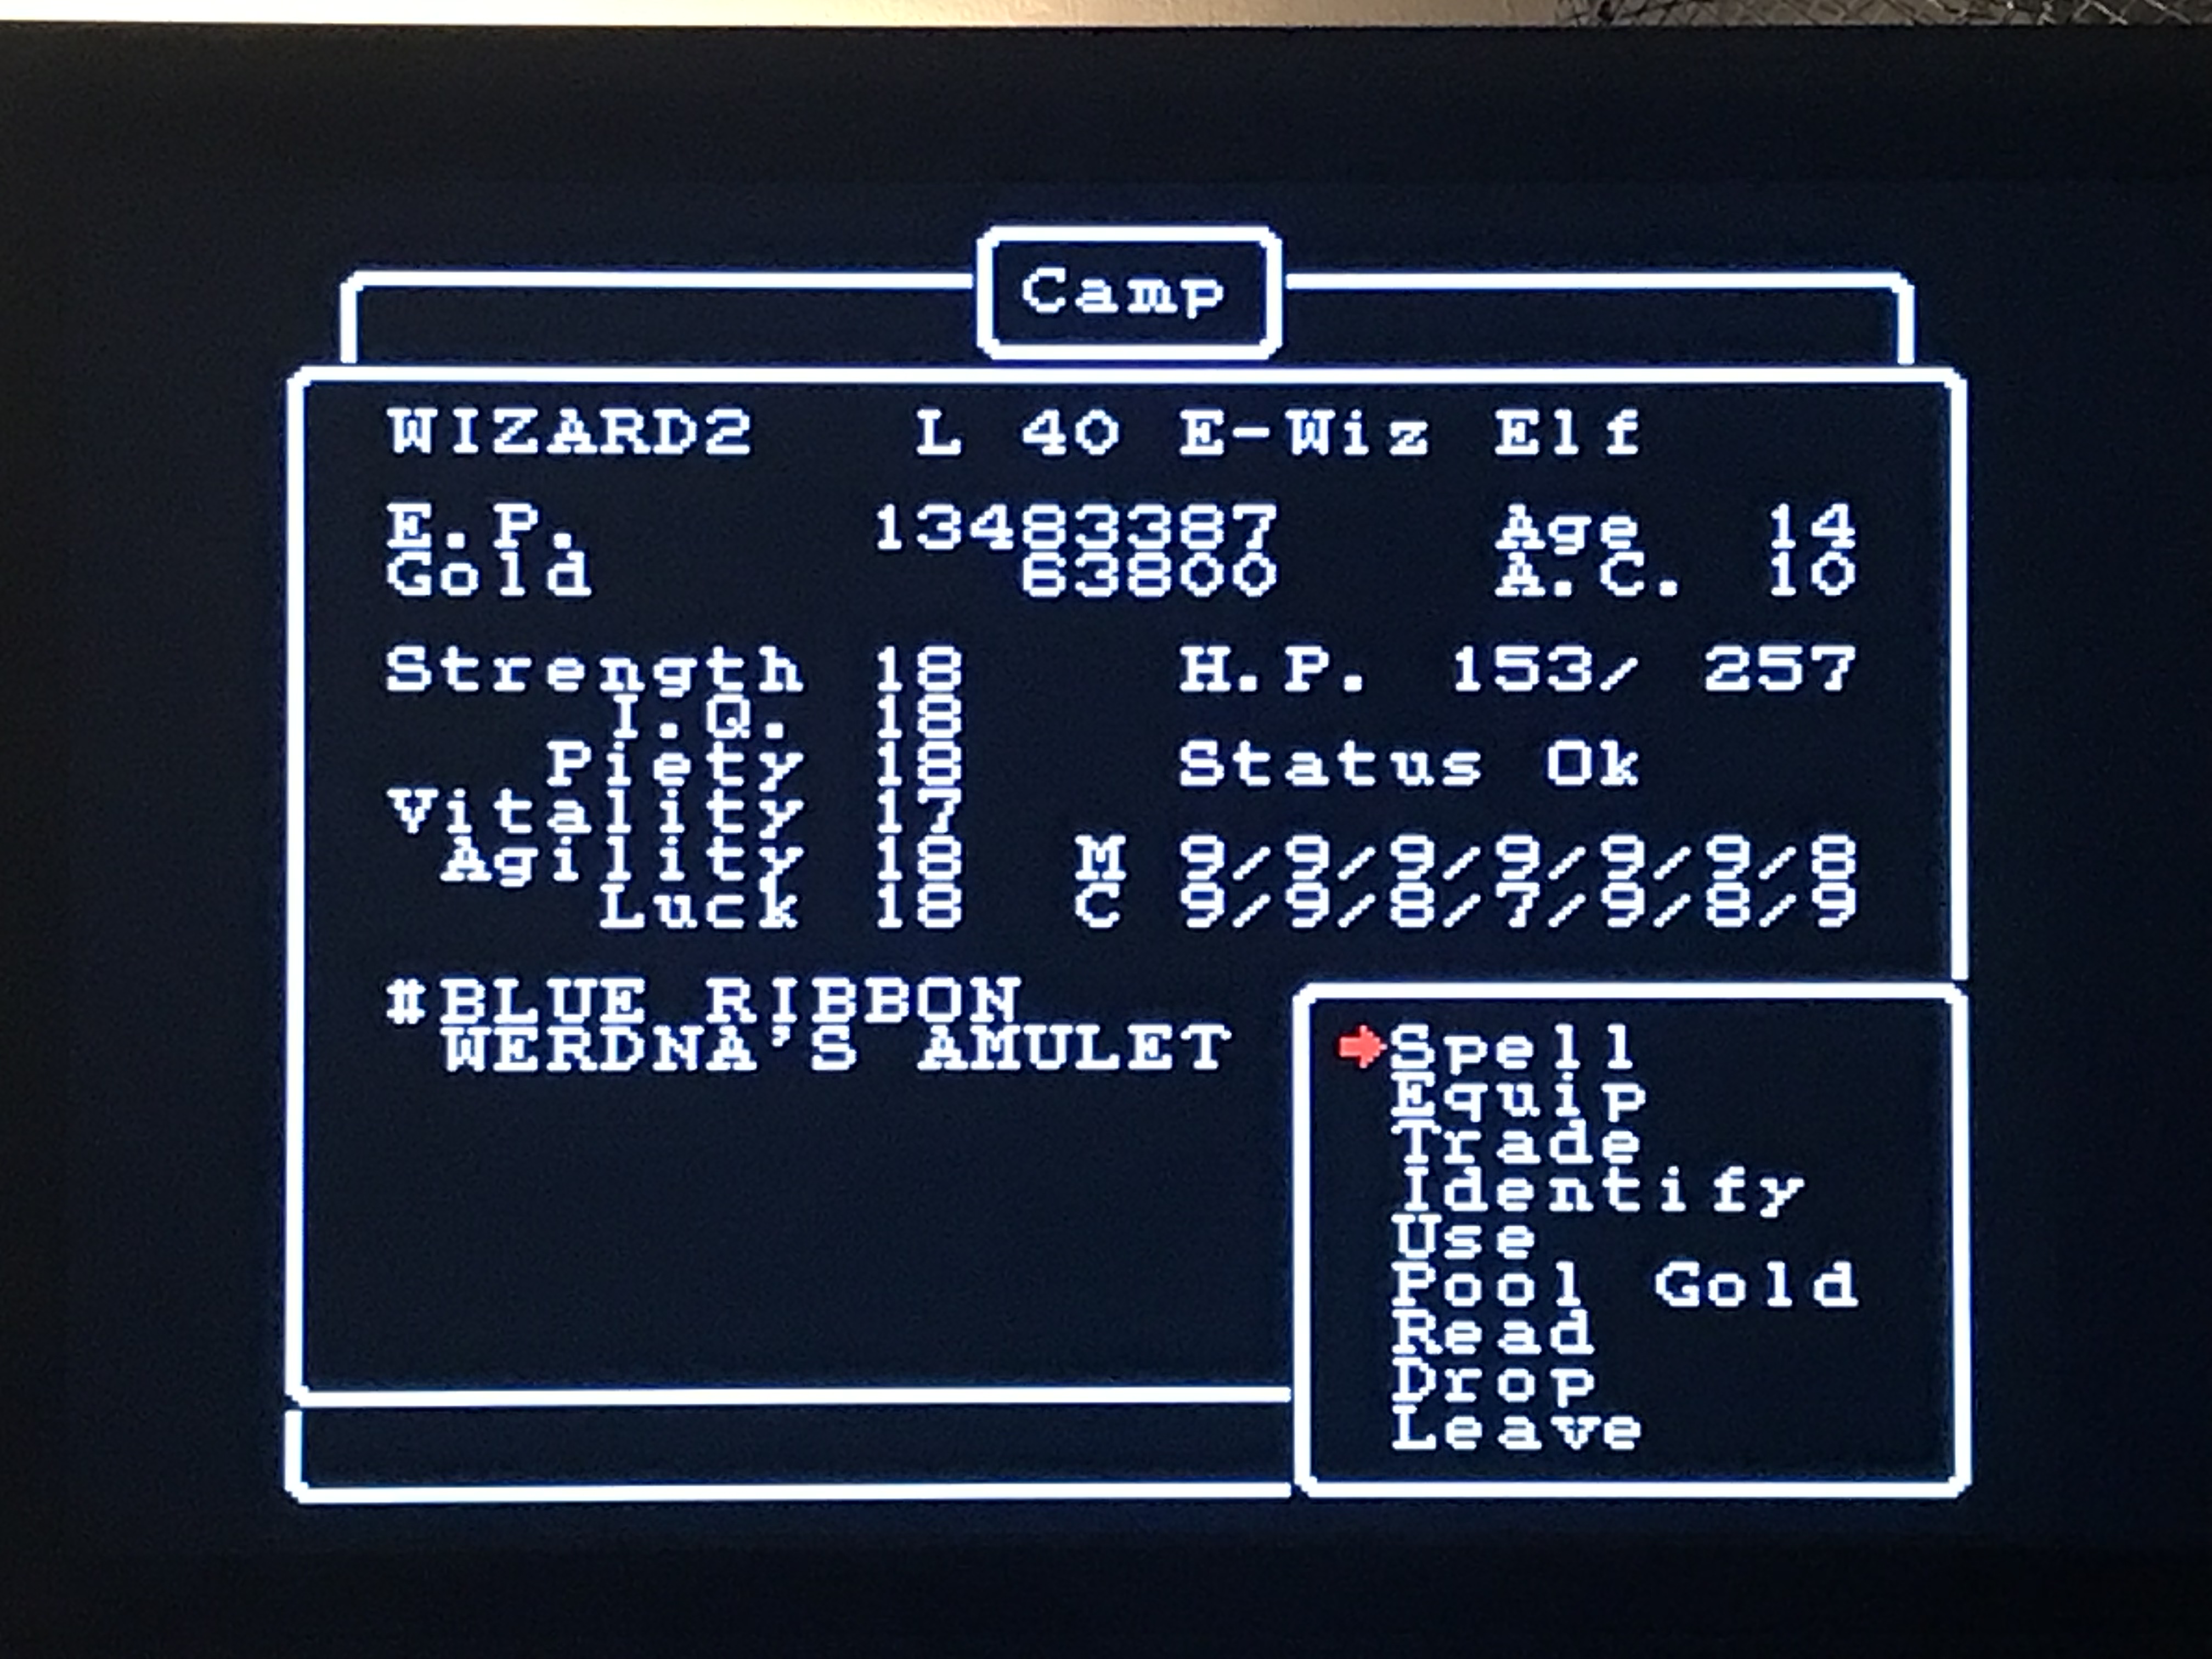 Camp
WIZARD2 L 40 E-Wiz Elf
E.P. 13483387 Age 14
Gold 63800 A.C. 10
Strength 18 H.P. 153/ 257
I.Q. 18
Piety 18 Status Ok
Vitality 17
Agility 18 M 9/9/9/9/9/9/8
Luck 18 C 9/9/8/7/9/8/9
#BLUE RIBBON
WERDNA'S AMULET
Spell
Equip
Trade
Identify
Use
Pool Gold
Read
Drop
Leave